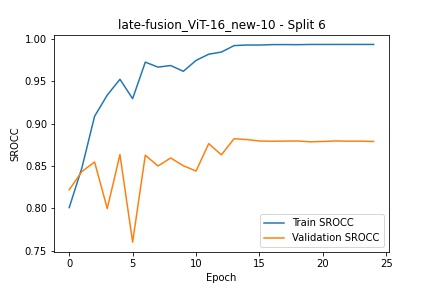 late-fusion_ViT-16_new-10 - Split 6
1.00
0.95
0.90
0.85
0.80
0.75
SROCC
0 5 10 15 20 25
Epoch
Train SROCC
Validation SROCC